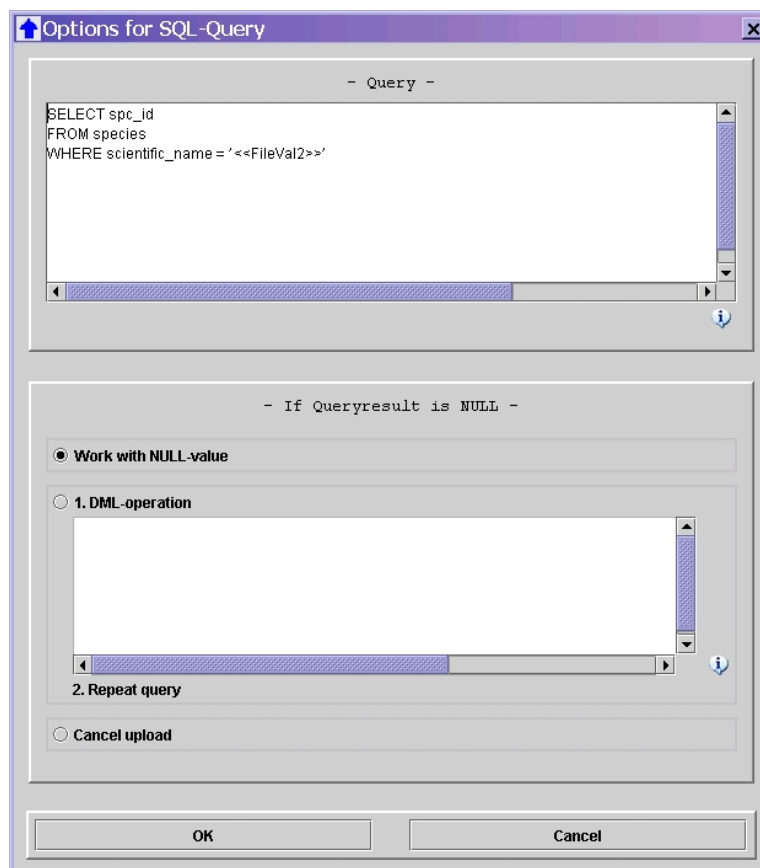 Options for SQL-Query
- Query -
SELECT spc_id
FROM species
WHERE scientific_name = '<<FileVal2>>'
- If Queryresult is NULL -
Work with NULL-value
1. DML-operation
2. Repeat query
Cancel upload
OK
Cancel